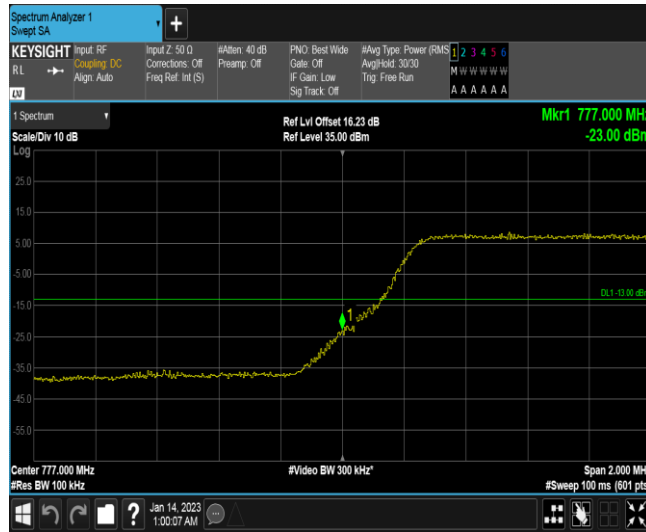 Spectrum Analyzer 1
Swept SA
+
KEYSIGHT
RL
LXI
Input: RF
Coupling: DC
Align: Auto
Input Z: 50 Ω
Corrections: Off
Freq Ref: Int (S)
#Atten: 40 dB
Preamp: Off
PNO: Best Wide
Gate: Off
IF Gain: Low
Sig Track: Off
#Avg Type: Power (RMS
Avg|Hold: 30/30
Trig: Free Run
1 2 3 4 5 6
M W W W W W
A A A A A A
1 Spectrum
Scale/Div 10 dB
Log
Ref Lvl Offset 16.23 dB
Ref Level 35.00 dBm
Mkr1 777.000 MHz
-23.00 dBm
25.0
15.0
5.00
-5.00
-15.0
-25.0
-35.0
-45.0
-55.0
DL1 -13.00 dBm
1
Center 777.000 MHz
#Res BW 100 kHz
#Video BW 300 kHz*
Span 2.000 MHz
#Sweep 100 ms (601 pts)
?
Jan 14, 2023
1:00:07 AM